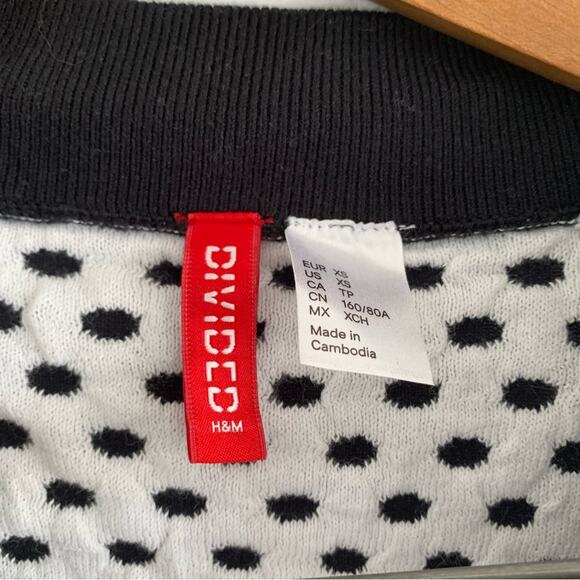 DIVIDED
H&M
EUR XS
US XS
CA TP
CN 160/80A
MX XCH
Made in
Cambodia